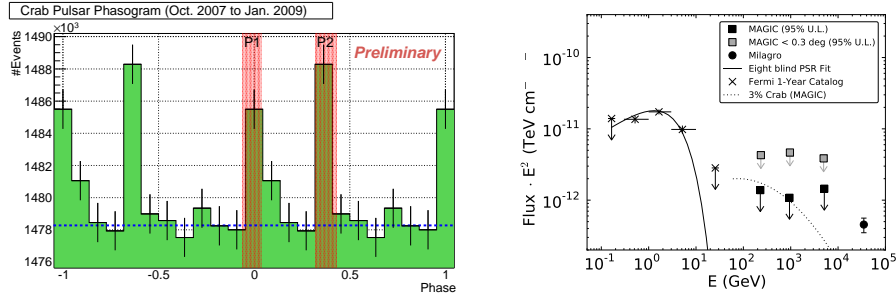 Crab Pulsar Phasogram (Oct. 2007 to Jan. 2009)
×10³
#Events
1490
1488
1486
1484
1482
1480
1478
1476
P1
P2
Preliminary
-1
-0.5
0
0.5
1
Phase
Flux · E² (TeV cm⁻ ⁻
10⁻¹⁰
10⁻¹¹
10⁻¹²
MAGIC (95% U.L.)
MAGIC < 0.3 deg (95% U.L.)
Milagro
Eight blind PSR Fit
Fermi 1-Year Catalog
3% Crab (MAGIC)
10⁻¹
10⁰
10¹
10²
10³
10⁴
10⁵
E (GeV)